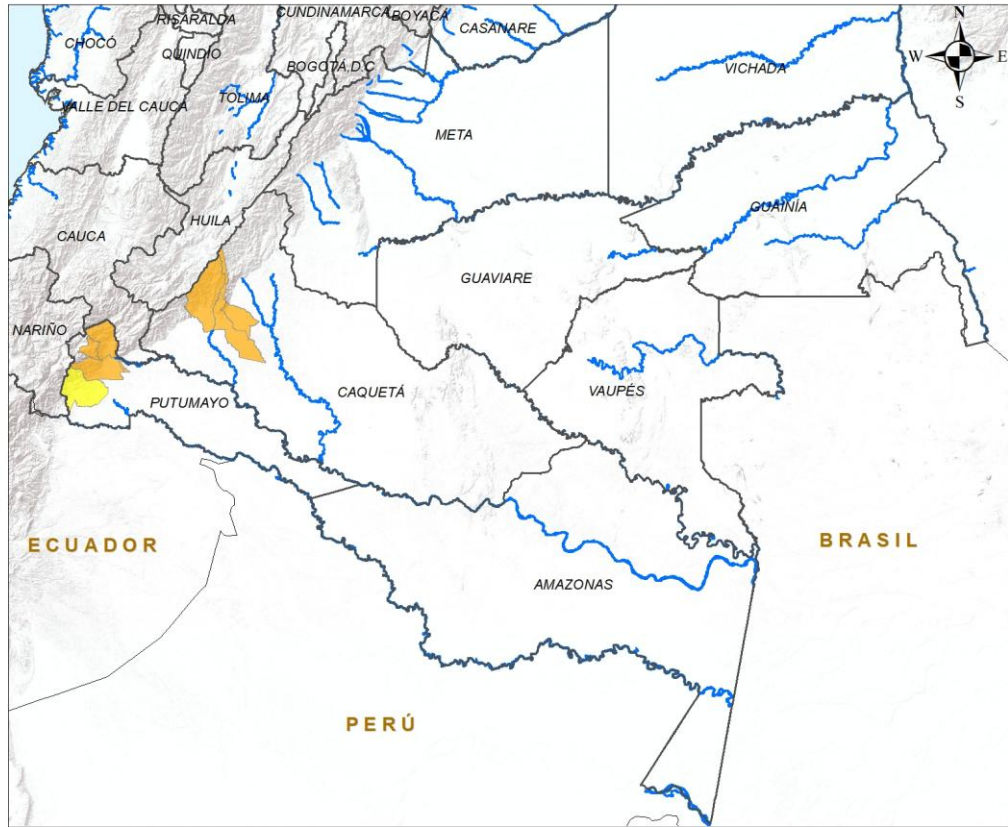 RISARALDA
CUNDINAMARCA
BOYACÁ
CASANARE
N
CHOCÓ
QUINDIO
BOGOTÁ D.C
VICHADA
W
E
S
VALLE DEL CAUCA
TOLIMA
META
HUILA
GUAINÍA
CAUCA
GUAVIARE
NARIÑO
CAQUETÁ
VAUPÉS
PUTUMAYO
ECUADOR
BRASIL
AMAZONAS
PERÚ